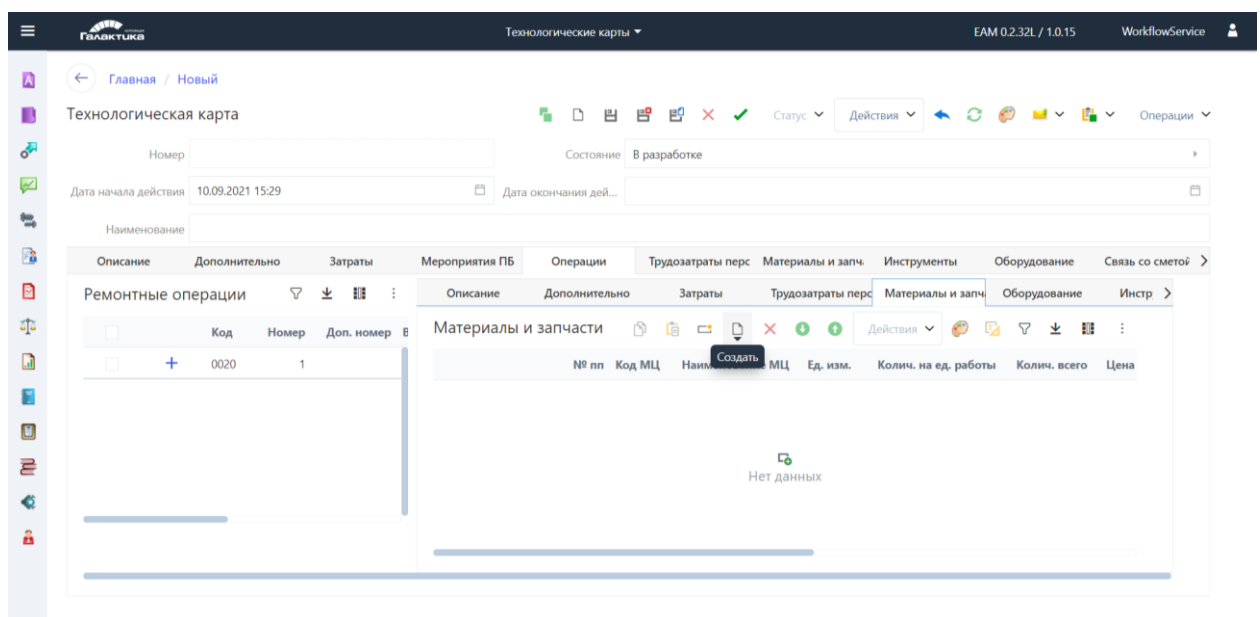 Галактика Технологические карты EAM 0.2.32L / 1.0.15 WorkflowService
Главная / Новый
Технологическая карта Статус Действия Операции
Номер Состояние В разработке
Дата начала действия 10.09.2021 15:29 Дата окончания дей...
Наименование
Описание Дополнительно Затраты Мероприятия ПБ Операции Трудозатраты перс Материалы и запч Инструменты Оборудование Связь со сметой
Ремонтные операции Описание Дополнительно Затраты Трудозатраты перс Материалы и запч Оборудование Инстр
Материалы и запчасти Действия
Код Номер Доп. номер В
Создать
№ пп Код МЦ Наименование МЦ Ед. изм. Колич. на ед. работы Колич. всего Цена
0020 1
Нет данных